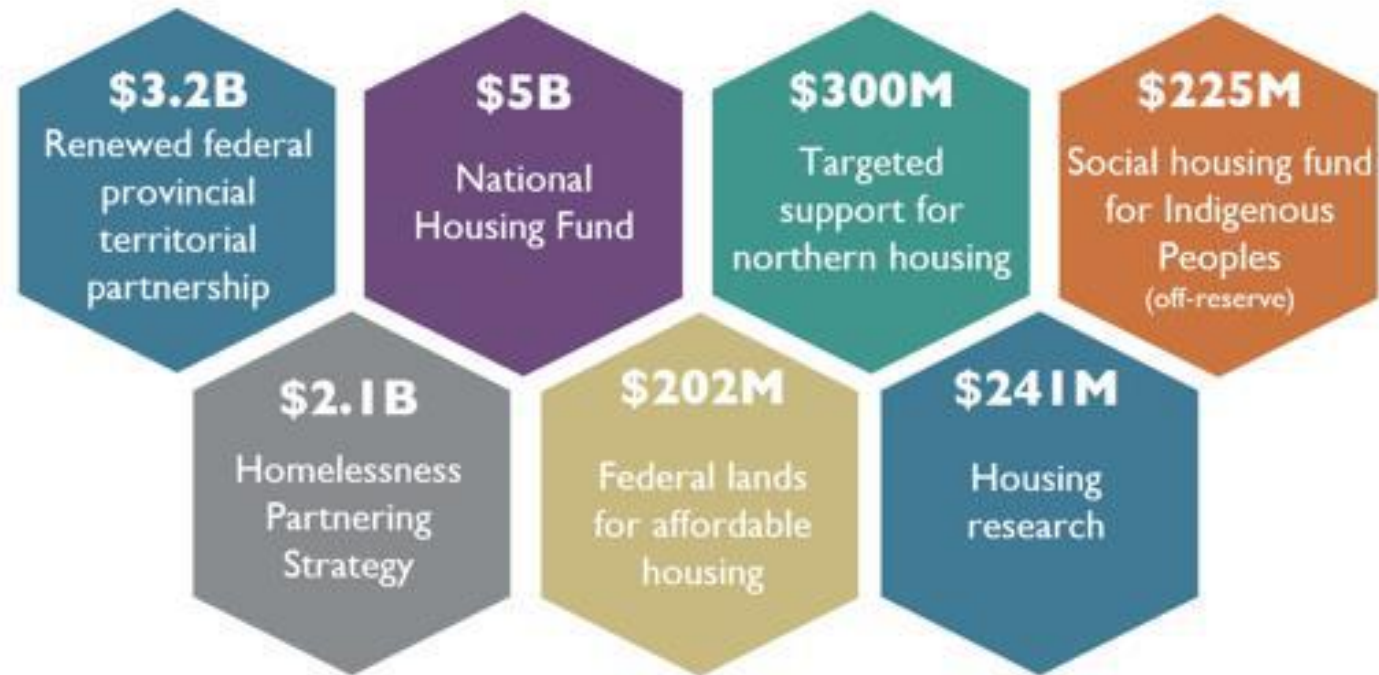 $3.2B
Renewed federal
provincial
territorial
partnership
$5B
National
Housing Fund
$300M
Targeted
support for
northern housing
$225M
Social housing fund
for Indigenous
Peoples
(off-reserve)
$2.1B
Homelessness
Partnering
Strategy
$202M
Federal lands
for affordable
housing
$241M
Housing
research